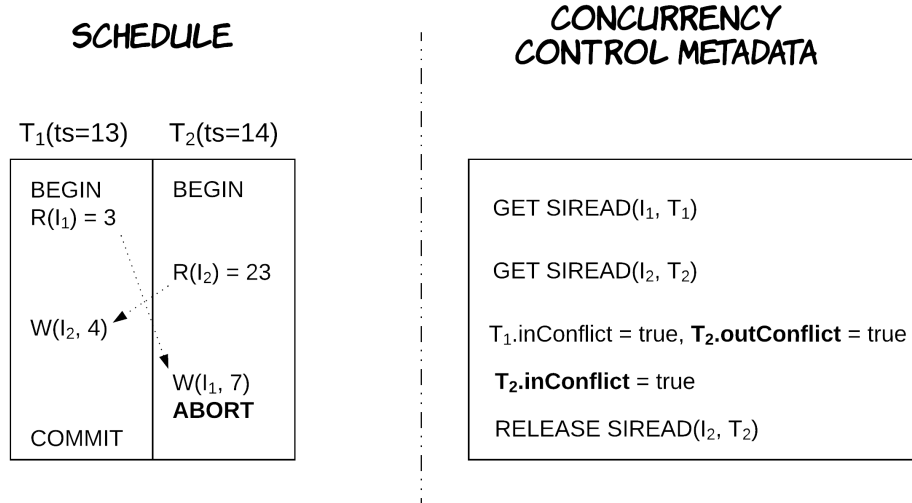 SCHEDULE
T₁(ts=13) T₂(ts=14)
BEGIN BEGIN
R(I₁) = 3
R(I₂) = 23
W(I₂, 4)
W(I₁, 7)
ABORT
COMMIT
CONCURRENCY
CONTROL METADATA
GET SIREAD(I₁, T₁)
GET SIREAD(I₂, T₂)
T₁.inConflict = true, T₂.outConflict = true
T₂.inConflict = true
RELEASE SIREAD(I₂, T₂)